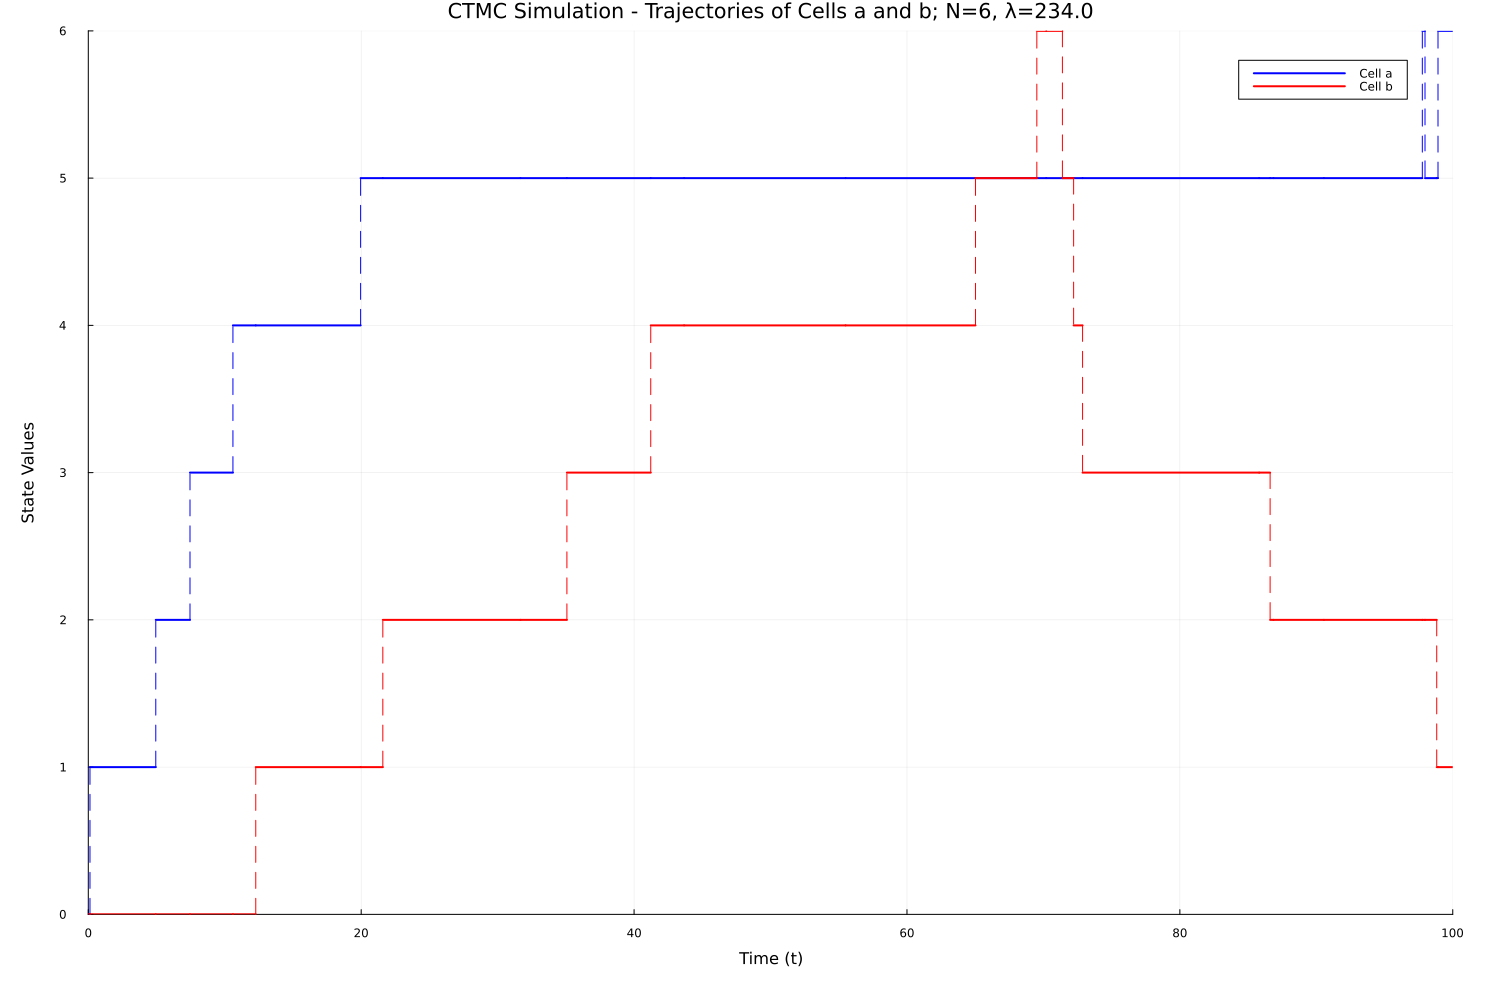 CTMC Simulation - Trajectories of Cells a and b; N=6, λ=234.0
6
Cell a
Cell b
5
4
3
State Values
2
1
0
0 20 40 60 80 100
Time (t)